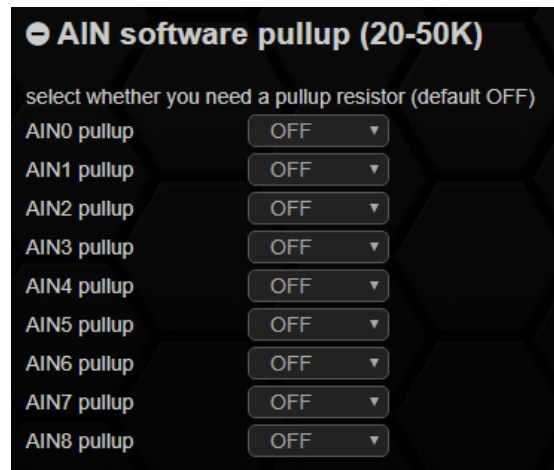 AIN software pullup (20-50K)
select whether you need a pullup resistor (default OFF)
AIN0 pullup OFF
AIN1 pullup OFF
AIN2 pullup OFF
AIN3 pullup OFF
AIN4 pullup OFF
AIN5 pullup OFF
AIN6 pullup OFF
AIN7 pullup OFF
AIN8 pullup OFF